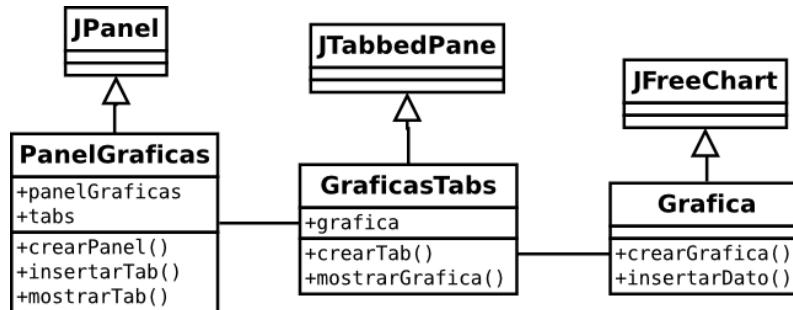 JPanel
JTabbedPane
JFreeChart
PanelGraficas
+panelGraficas
+tabs
+crearPanel()
+insertarTab()
+mostrarTab()
GraficasTabs
+grafica
+crearTab()
+mostrarGrafica()
Grafica
+crearGrafica()
+insertarDato()